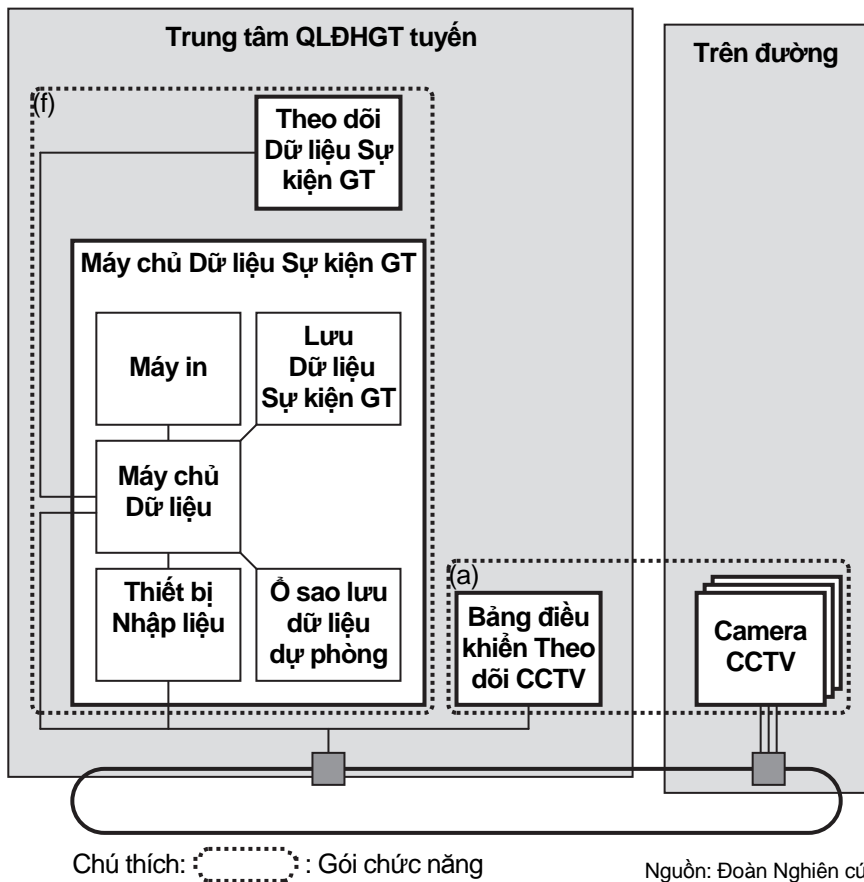 Trung tâm QLĐHGT tuyến
Trên đường
(f)
Theo dõi
Dữ liệu Sự
kiện GT
Máy chủ Dữ liệu Sự kiện GT
Máy in
Lưu
Dữ liệu
Sự kiện GT
Máy chủ
Dữ liệu
Thiết bị
Nhập liệu
Ổ sao lưu
dữ liệu
dự phòng
(a)
Bảng điều
khiển Theo
dõi CCTV
Camera
CCTV
Chú thích: : Gói chức năng
Nguồn: Đoàn Nghiên cứ